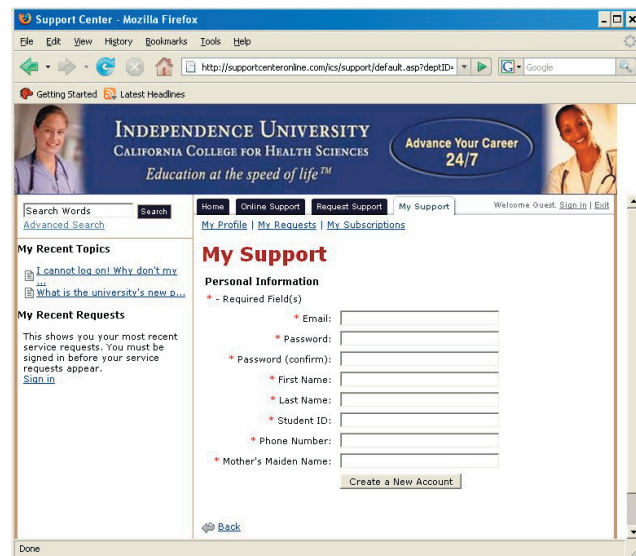 Support Center - Mozilla Firefox
File Edit View History Bookmarks Tools Help
http://supportcenteronline.com/ics/support/default.asp?deptID= G Google
Getting Started Latest Headlines
INDEPENDENCE UNIVERSITY
CALIFORNIA COLLEGE FOR HEALTH SCIENCES
Education at the speed of life™
Advance Your Career
24/7
Search Words Search
Advanced Search
Home Online Support Request Support My Support Welcome Guest. Sign in | Exit
My Profile | My Requests | My Subscriptions
My Recent Topics
I cannot log on! Why don't my
...
What is the university's new p...
My Recent Requests
This shows you your most recent
service requests. You must be
signed in before your service
requests appear.
Sign in
My Support
Personal Information
* - Required Field(s)
* Email:
* Password:
* Password (confirm):
* First Name:
* Last Name:
* Student ID:
* Phone Number:
* Mother's Maiden Name:
Create a New Account
Back
Done